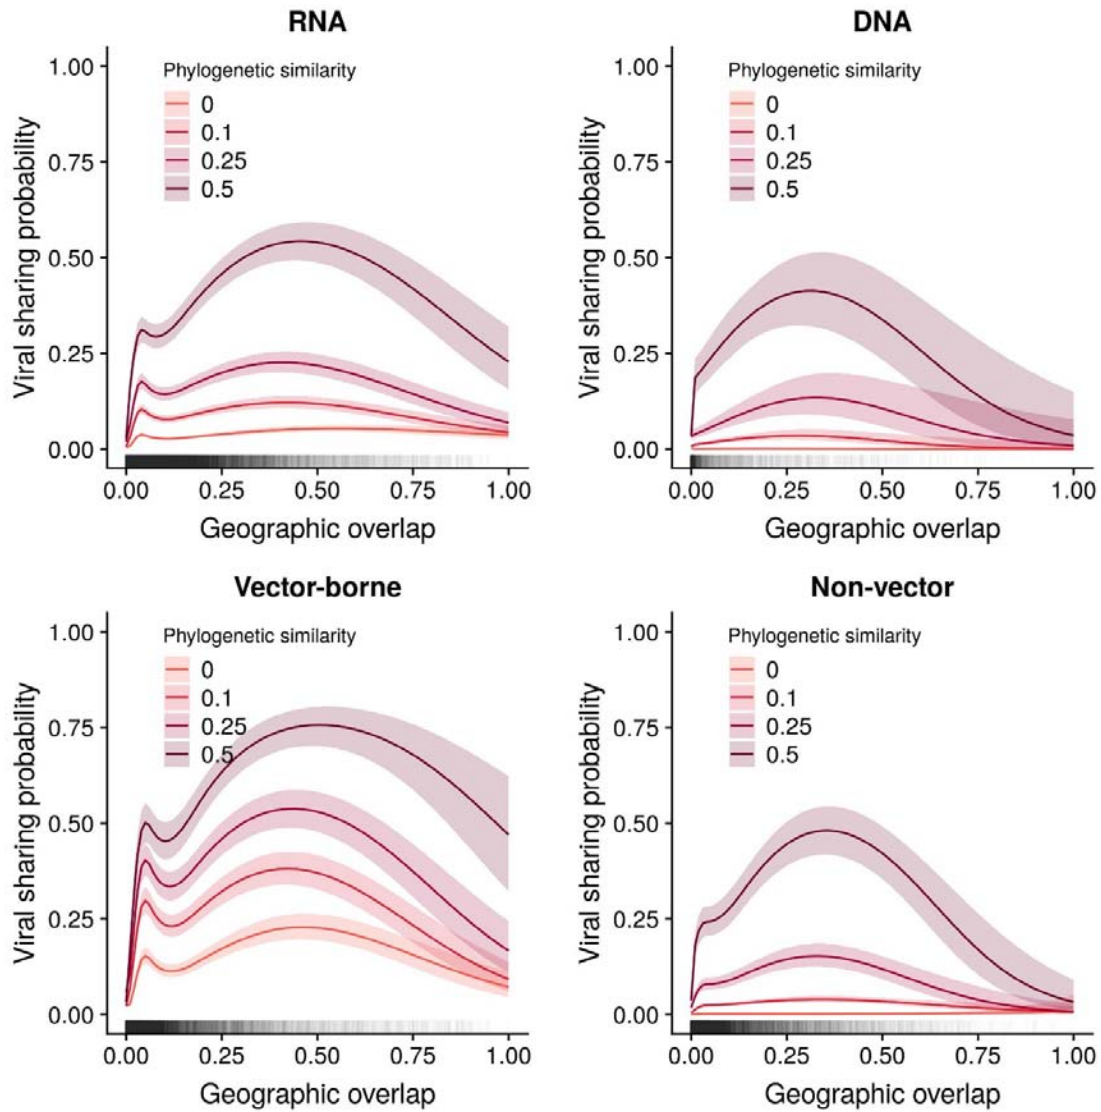 RNA
Phylogenetic similarity
0
0.1
0.25
0.5
Viral sharing probability
1.00
0.75
0.50
0.25
0.00
0.00 0.25 0.50 0.75 1.00
Geographic overlap
DNA
Phylogenetic similarity
0
0.1
0.25
0.5
Viral sharing probability
1.00
0.75
0.50
0.25
0.00
0.00 0.25 0.50 0.75 1.00
Geographic overlap
Vector-borne
Phylogenetic similarity
0
0.1
0.25
0.5
Viral sharing probability
1.00
0.75
0.50
0.25
0.00
0.00 0.25 0.50 0.75 1.00
Geographic overlap
Non-vector
Phylogenetic similarity
0
0.1
0.25
0.5
Viral sharing probability
1.00
0.75
0.50
0.25
0.00
0.00 0.25 0.50 0.75 1.00
Geographic overlap